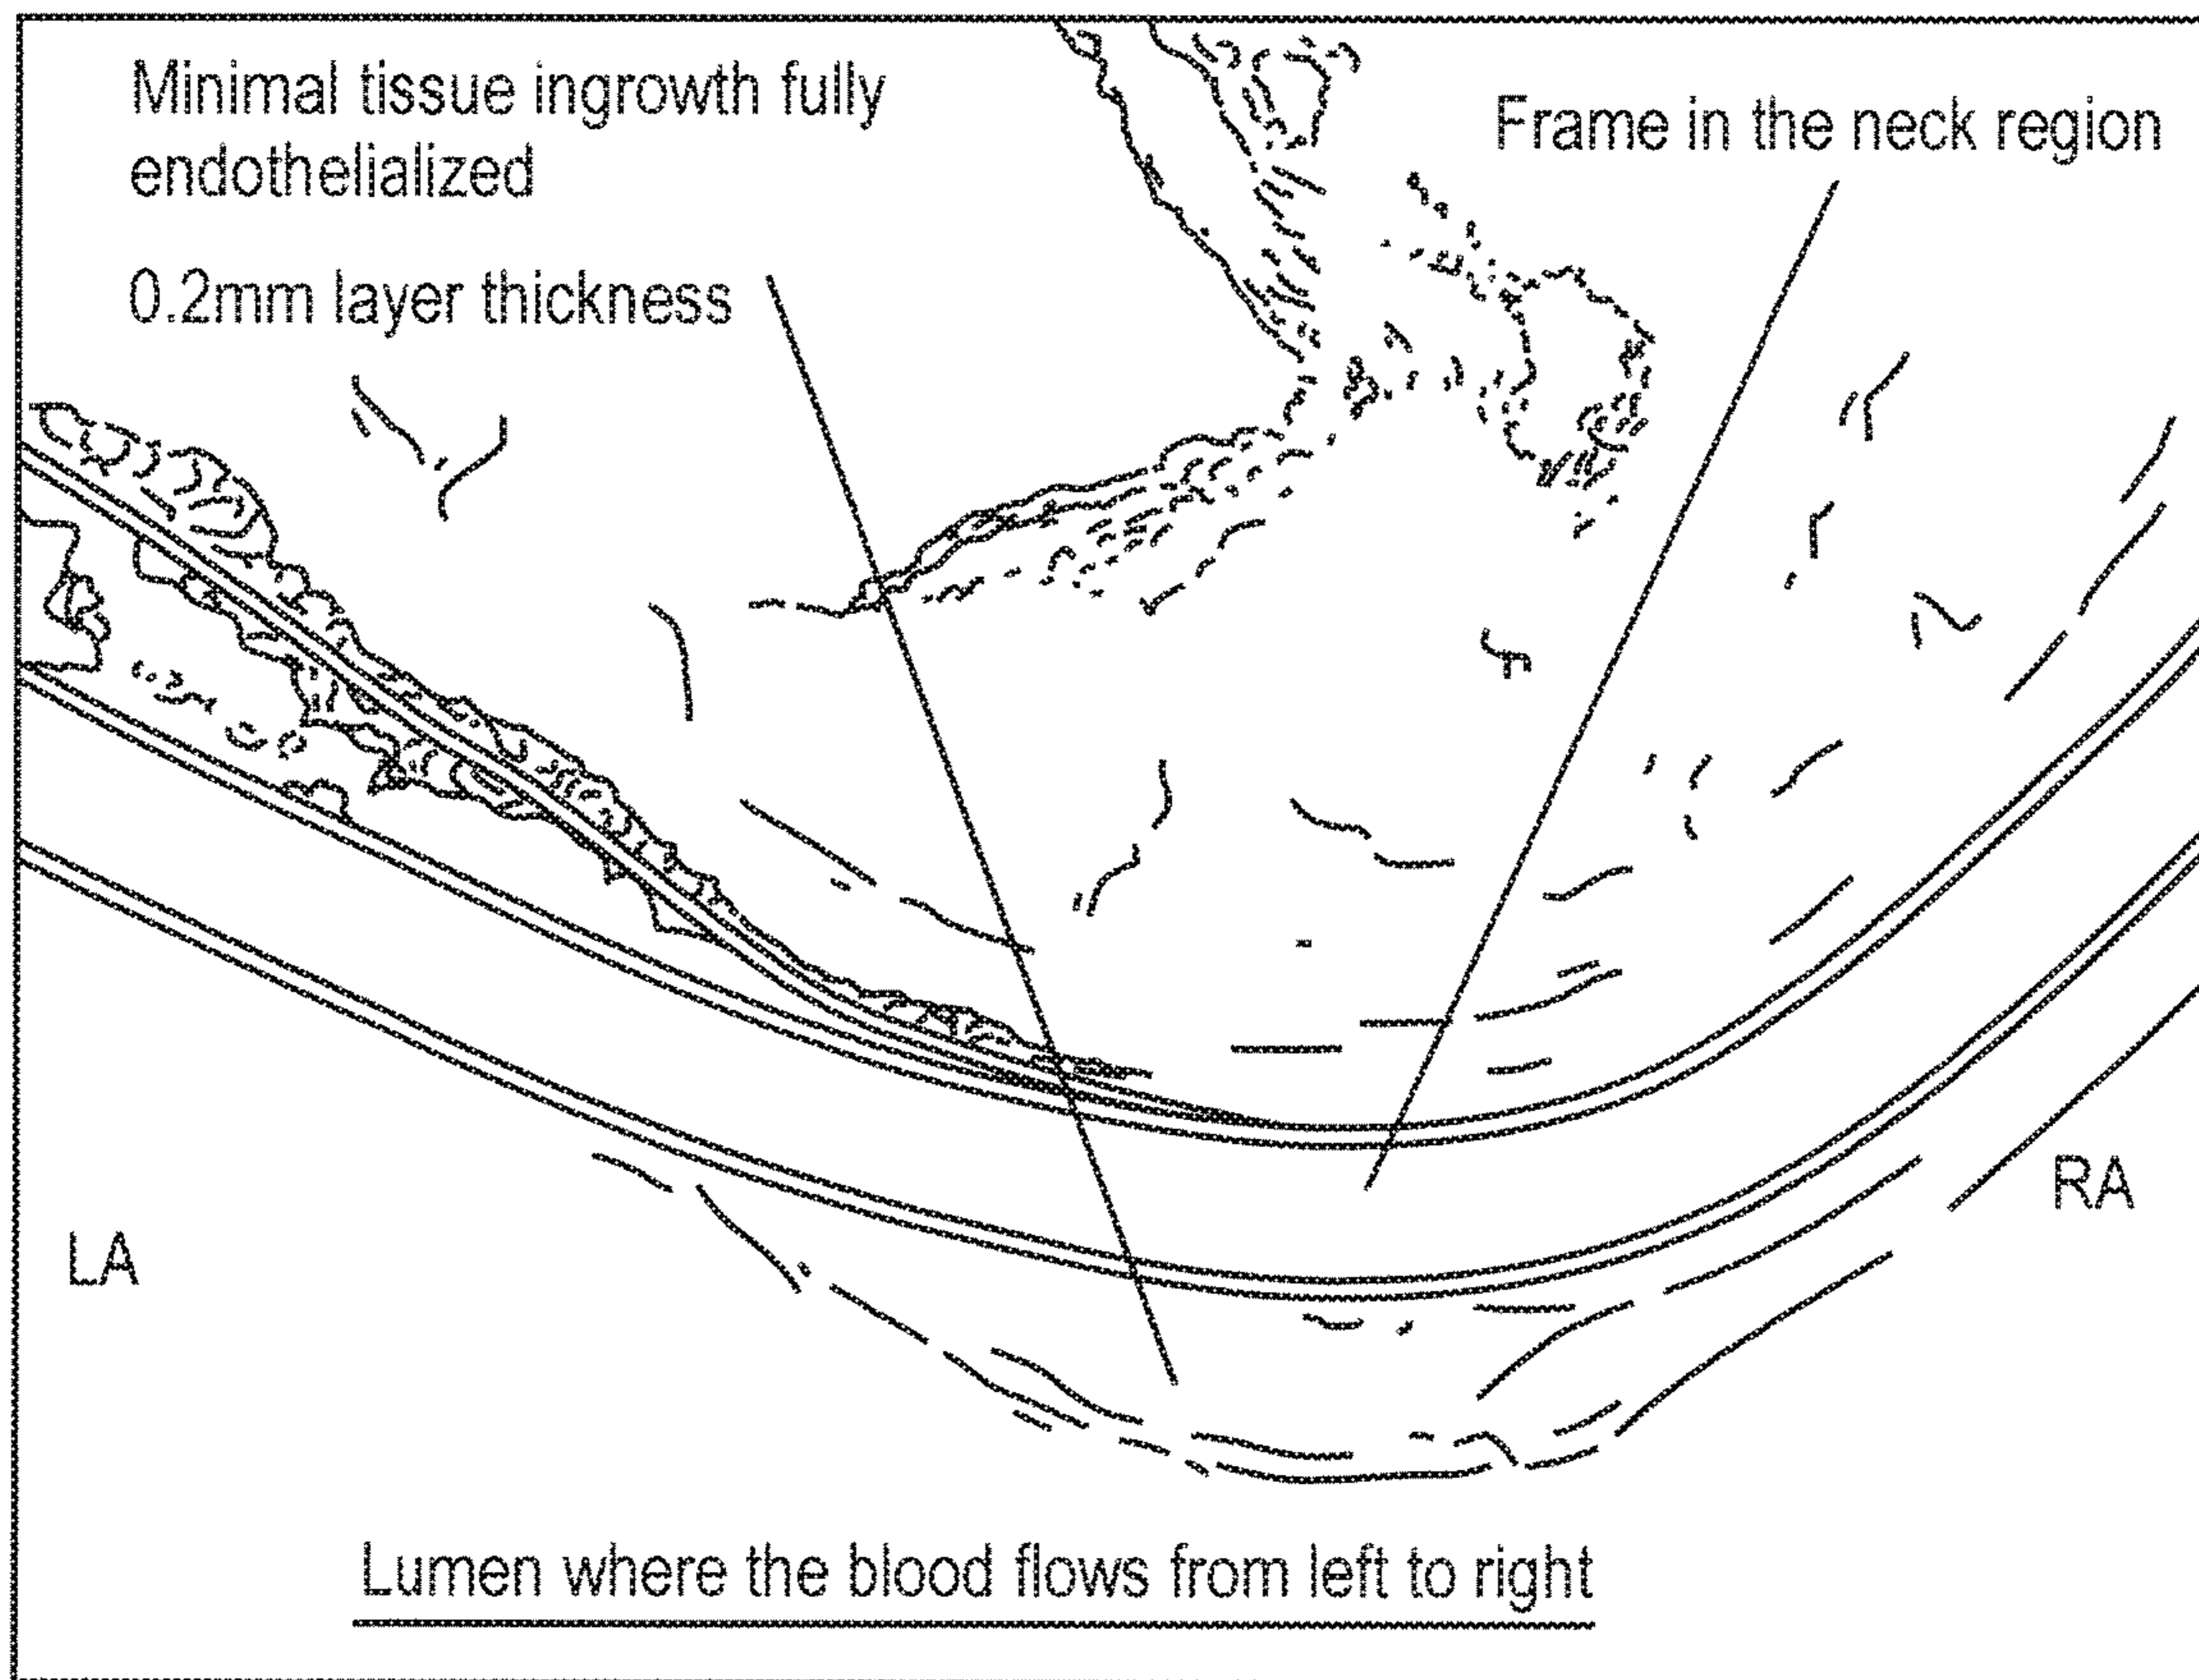 Minimal tissue ingrowth fully
endothelialized
0.2mm layer thickness
Frame in the neck region
LA
RA
Lumen where the blood flows from left to right